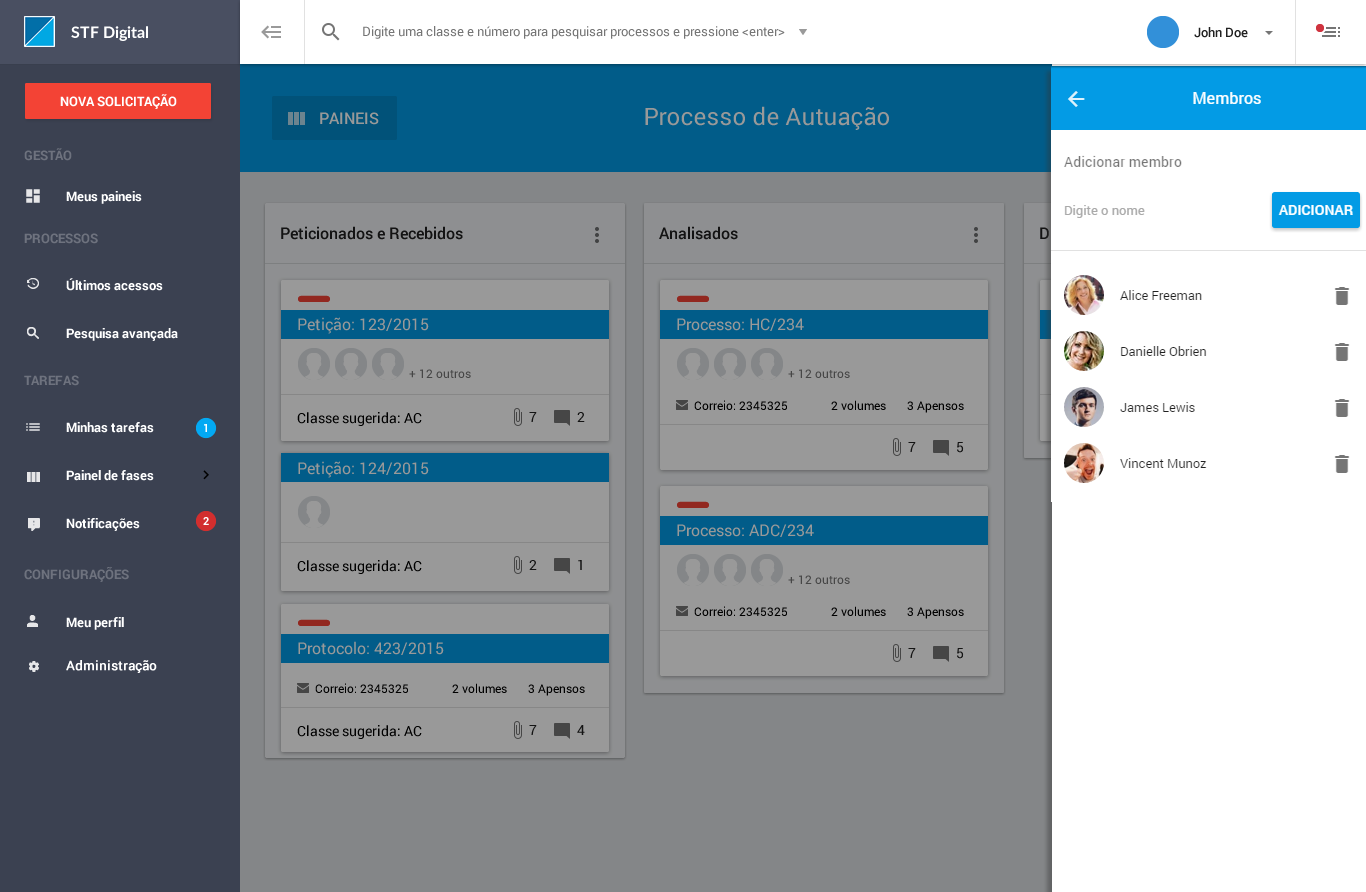 STF Digital
NOVA SOLICITAÇÃO
GESTÃO
Meus paineis
PROCESSOS
Últimos acessos
Pesquisa avançada
TAREFAS
Minhas tarefas 1
Painel de fases
Notificações 2
CONFIGURAÇÕES
Meu perfil
Administração
Digite uma classe e número para pesquisar processos e pressione <enter>
John Doe
PAINEIS
Processo de Autuação
Peticionados e Recebidos
Petição: 123/2015
+ 12 outros
Classe sugerida: AC 7 2
Petição: 124/2015
Classe sugerida: AC 2 1
Protocolo: 423/2015
Correio: 2345325 2 volumes 3 Apensos
Classe sugerida: AC 7 4
Analisados
Processo: HC/234
+ 12 outros
Correio: 2345325 2 volumes 3 Apensos
7 5
Processo: ADC/234
+ 12 outros
Correio: 2345325 2 volumes 3 Apensos
7 5
D
Membros
Adicionar membro
Digite o nome ADICIONAR
Alice Freeman
Danielle Obrien
James Lewis
Vincent Munoz